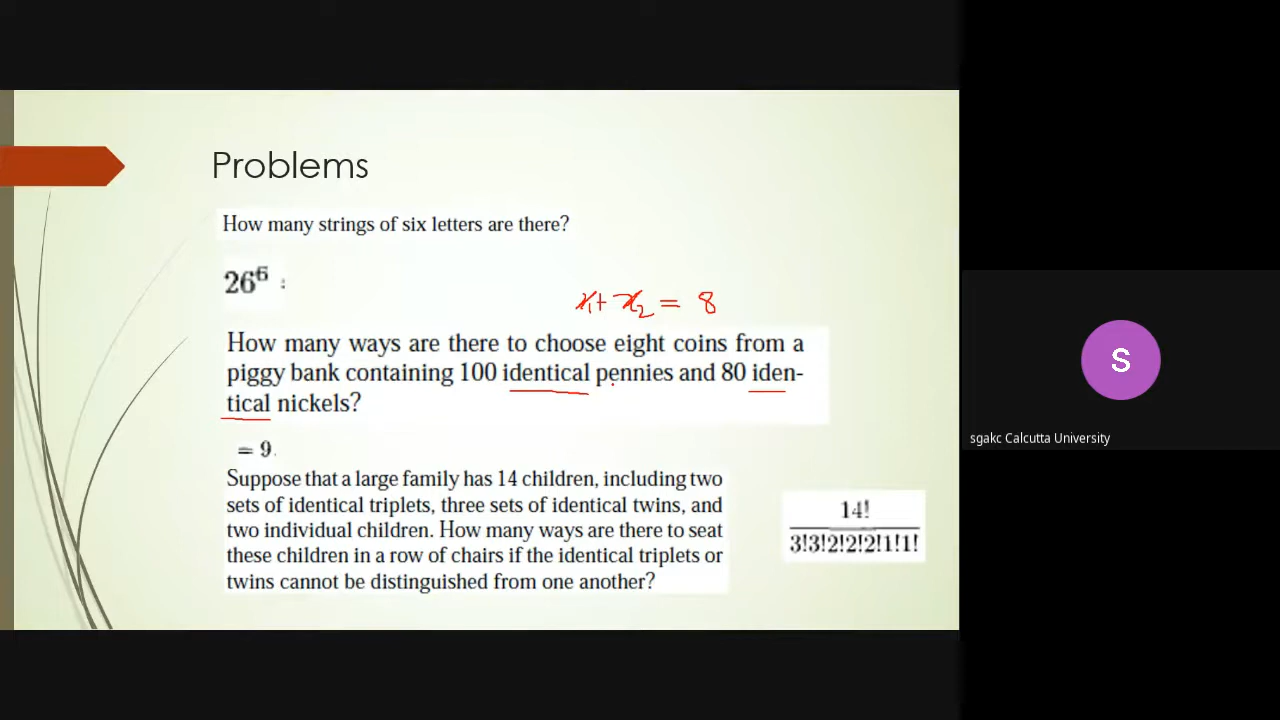 Problems
How many strings of six letters are there?
26⁶ :
x₁ + x₂ = 8
How many ways are there to choose eight coins from a
piggy bank containing 100 identical pennies and 80 iden-
tical nickels?
= 9.
Suppose that a large family has 14 children, including two
sets of identical triplets, three sets of identical twins, and
two individual children. How many ways are there to seat
these children in a row of chairs if the identical triplets or
twins cannot be distinguished from one another?
14!
3!3!2!2!2!1!1!
S
sgakc Calcutta University